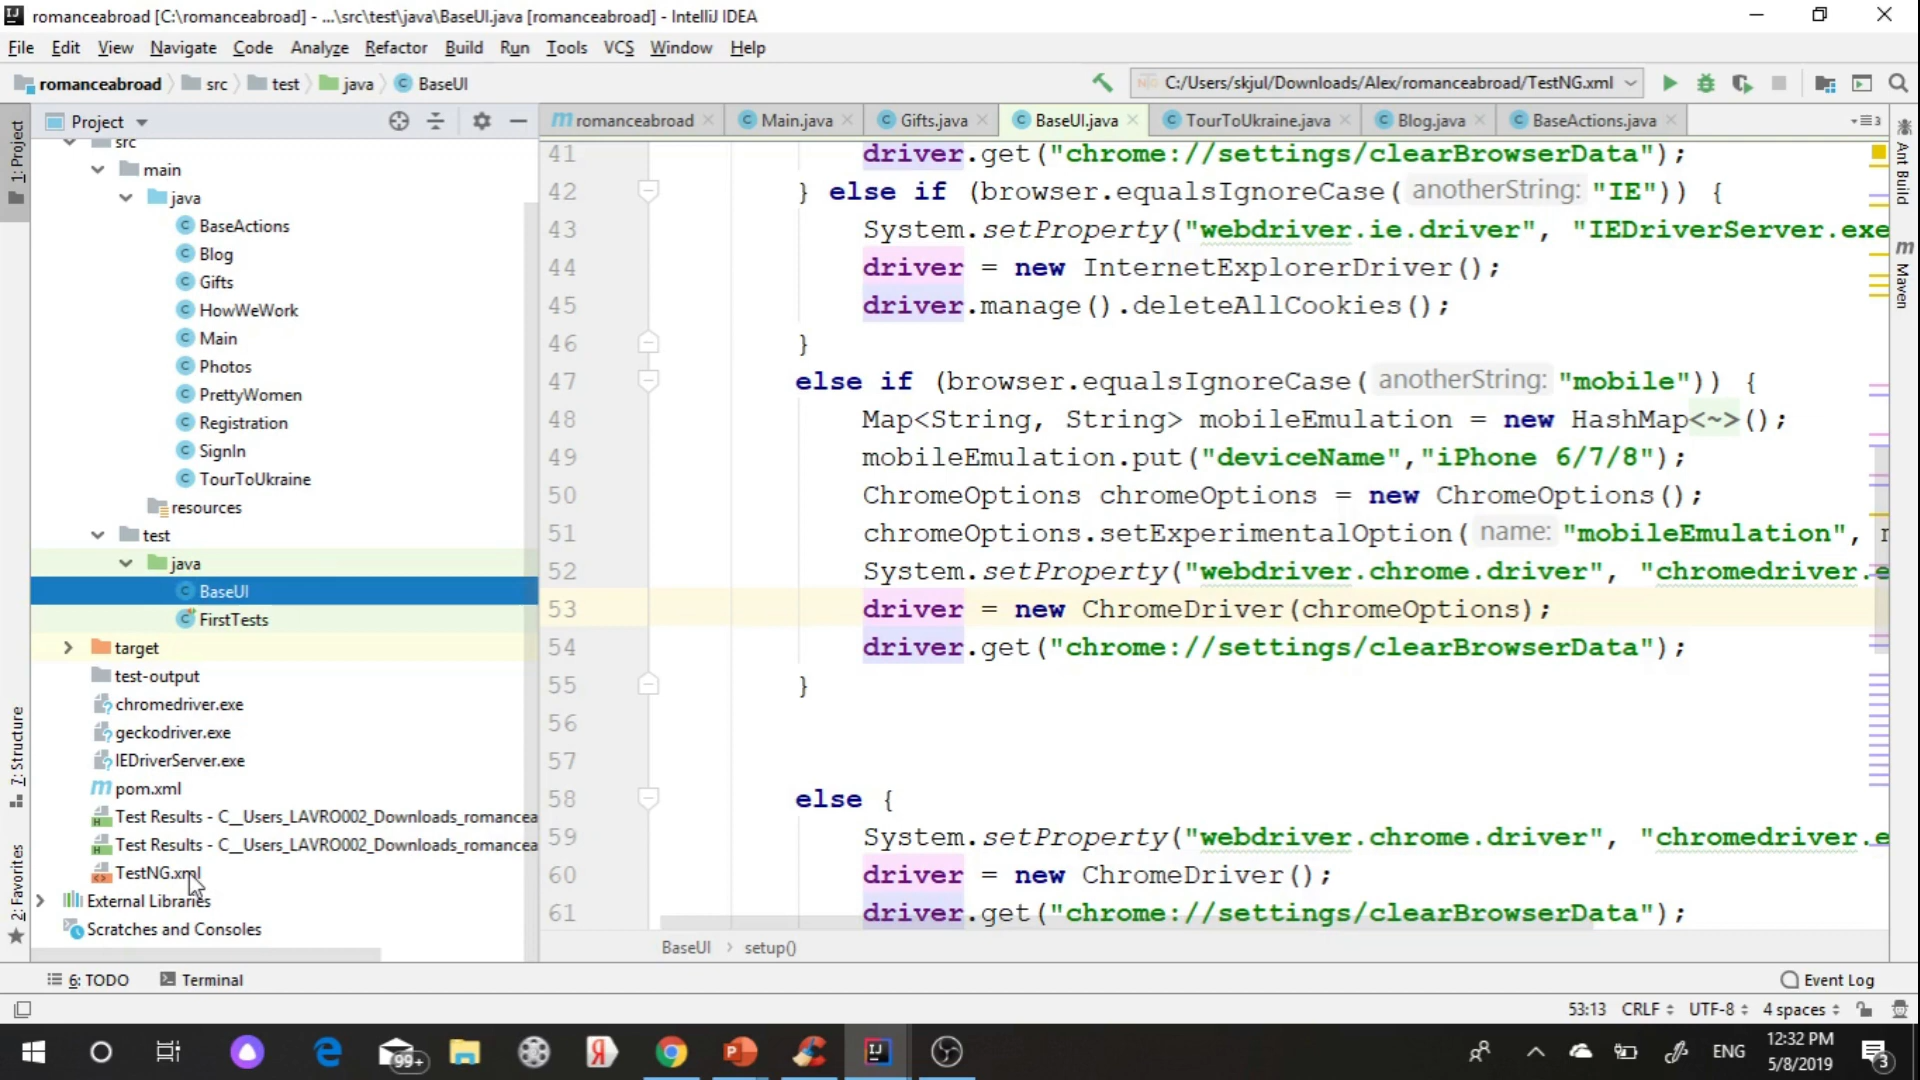 romanceabroad [C:\romanceabroad] - ...\src\test\java\BaseUI.java [romanceabroad] - IntelliJ IDEA
File Edit View Navigate Code Analyze Refactor Build Run Tools VCS Window Help
romanceabroad src test java BaseUI C:/Users/skjul/Downloads/Alex/romanceabroad/TestNG.xml
1: Project
7: Structure
2: Favorites
Project
src
main
java
BaseActions
Blog
Gifts
HowWeWork
Main
Photos
PrettyWomen
Registration
SignIn
TourToUkraine
resources
test
java
BaseUI
FirstTests
target
test-output
chromedriver.exe
geckodriver.exe
IEDriverServer.exe
pom.xml
Test Results - C__Users_LAVRO002_Downloads_romancea
Test Results - C__Users_LAVRO002_Downloads_romancea
TestNG.xml
External Libraries
Scratches and Consoles
romanceabroad Main.java Gifts.java BaseUI.java TourToUkraine.java Blog.java BaseActions.java 3
41 driver.get("chrome://settings/clearBrowserData");
42 } else if (browser.equalsIgnoreCase( anotherString: "IE")) {
43 System.setProperty("webdriver.ie.driver", "IEDriverServer.exe
44 driver = new InternetExplorerDriver();
45 driver.manage().deleteAllCookies();
46 }
47 else if (browser.equalsIgnoreCase( anotherString: "mobile")) {
48 Map<String, String> mobileEmulation = new HashMap<~>();
49 mobileEmulation.put("deviceName","iPhone 6/7/8");
50 ChromeOptions chromeOptions = new ChromeOptions();
51 chromeOptions.setExperimentalOption( name: "mobileEmulation",
52 System.setProperty("webdriver.chrome.driver", "chromedriver.e
53 driver = new ChromeDriver(chromeOptions);
54 driver.get("chrome://settings/clearBrowserData");
55 }
56
57
58 else {
59 System.setProperty("webdriver.chrome.driver", "chromedriver.e
60 driver = new ChromeDriver();
61 driver.get("chrome://settings/clearBrowserData");
BaseUI setup()
Ant Build
Maven
6: TODO Terminal Event Log
53:13 CRLF UTF-8 4 spaces
99+ ENG 12:32 PM
5/8/2019 3